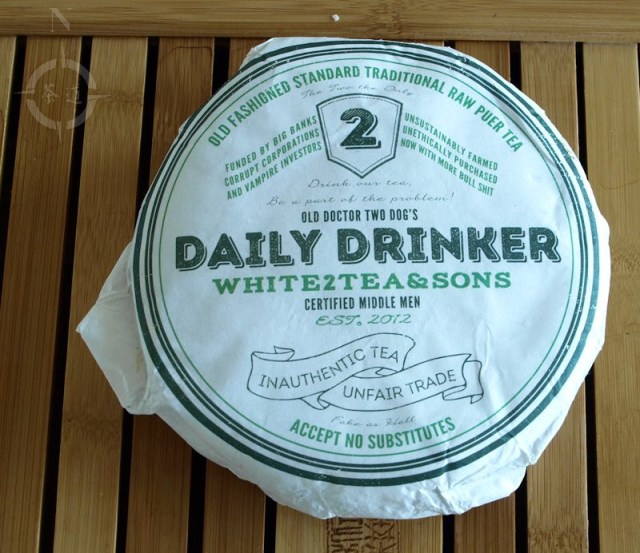 N
茶道
OLD FASHIONED STANDARD TRADITIONAL RAW PUER TEA
The Two the Only
2
FUNDED BY BIG BANKS
CORRUPT CORPORATIONS
AND VAMPIRE INVESTORS
UNSUSTAINABLY FARMED
UNETHICALLY PURCHASED
NOW WITH MORE BULL SHIT
Drink our tea,
Be a part of the problem!
OLD DOCTOR TWO DOG'S
DAILY DRINKER
WHITE2TEA&SONS
CERTIFIED MIDDLE MEN
EST. 2012
INAUTHENTIC TEA
UNFAIR TRADE
Fake as Hell
ACCEPT NO SUBSTITUTES